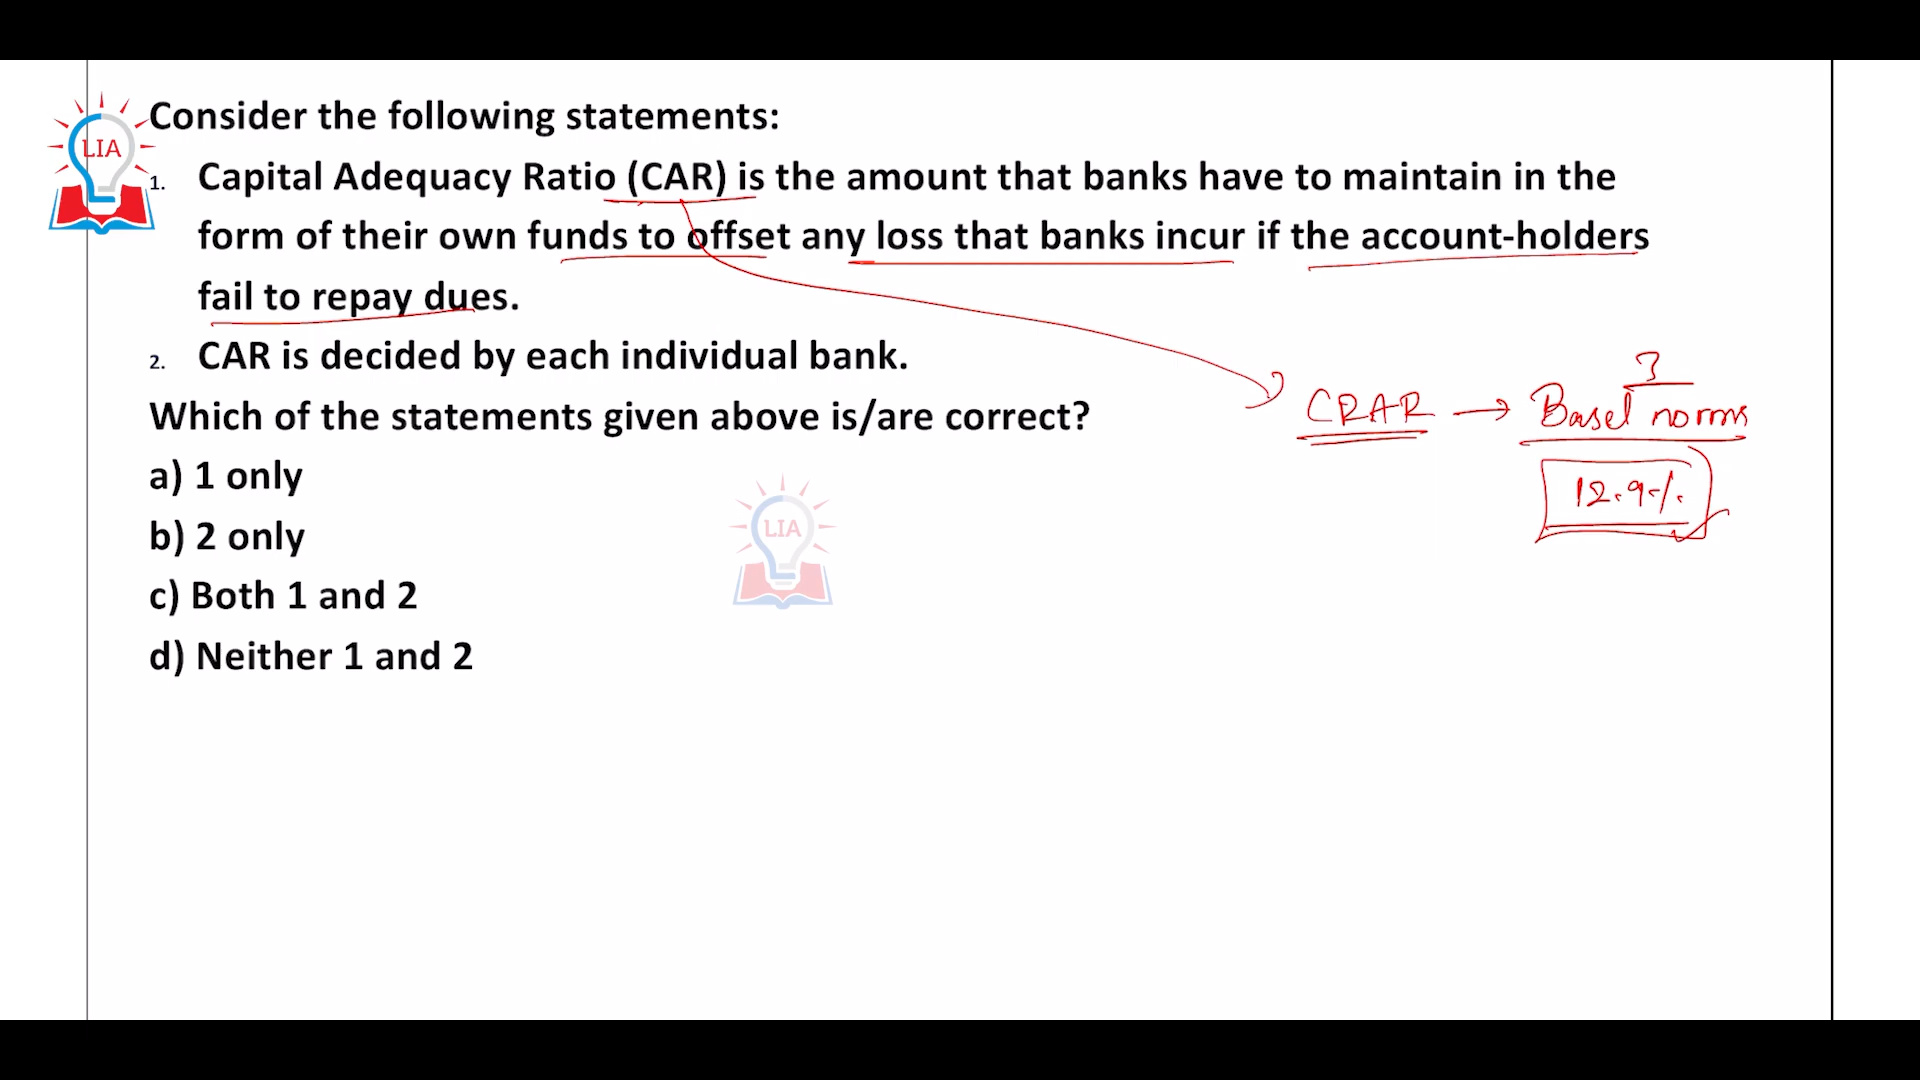 Consider the following statements:
LIA
1. Capital Adequacy Ratio (CAR) is the amount that banks have to maintain in the
form of their own funds to offset any loss that banks incur if the account-holders
fail to repay dues.
2. CAR is decided by each individual bank.
Which of the statements given above is/are correct?
a) 1 only
b) 2 only
c) Both 1 and 2
d) Neither 1 and 2
3
CRAR → Basel norms
12.9%.
LIA